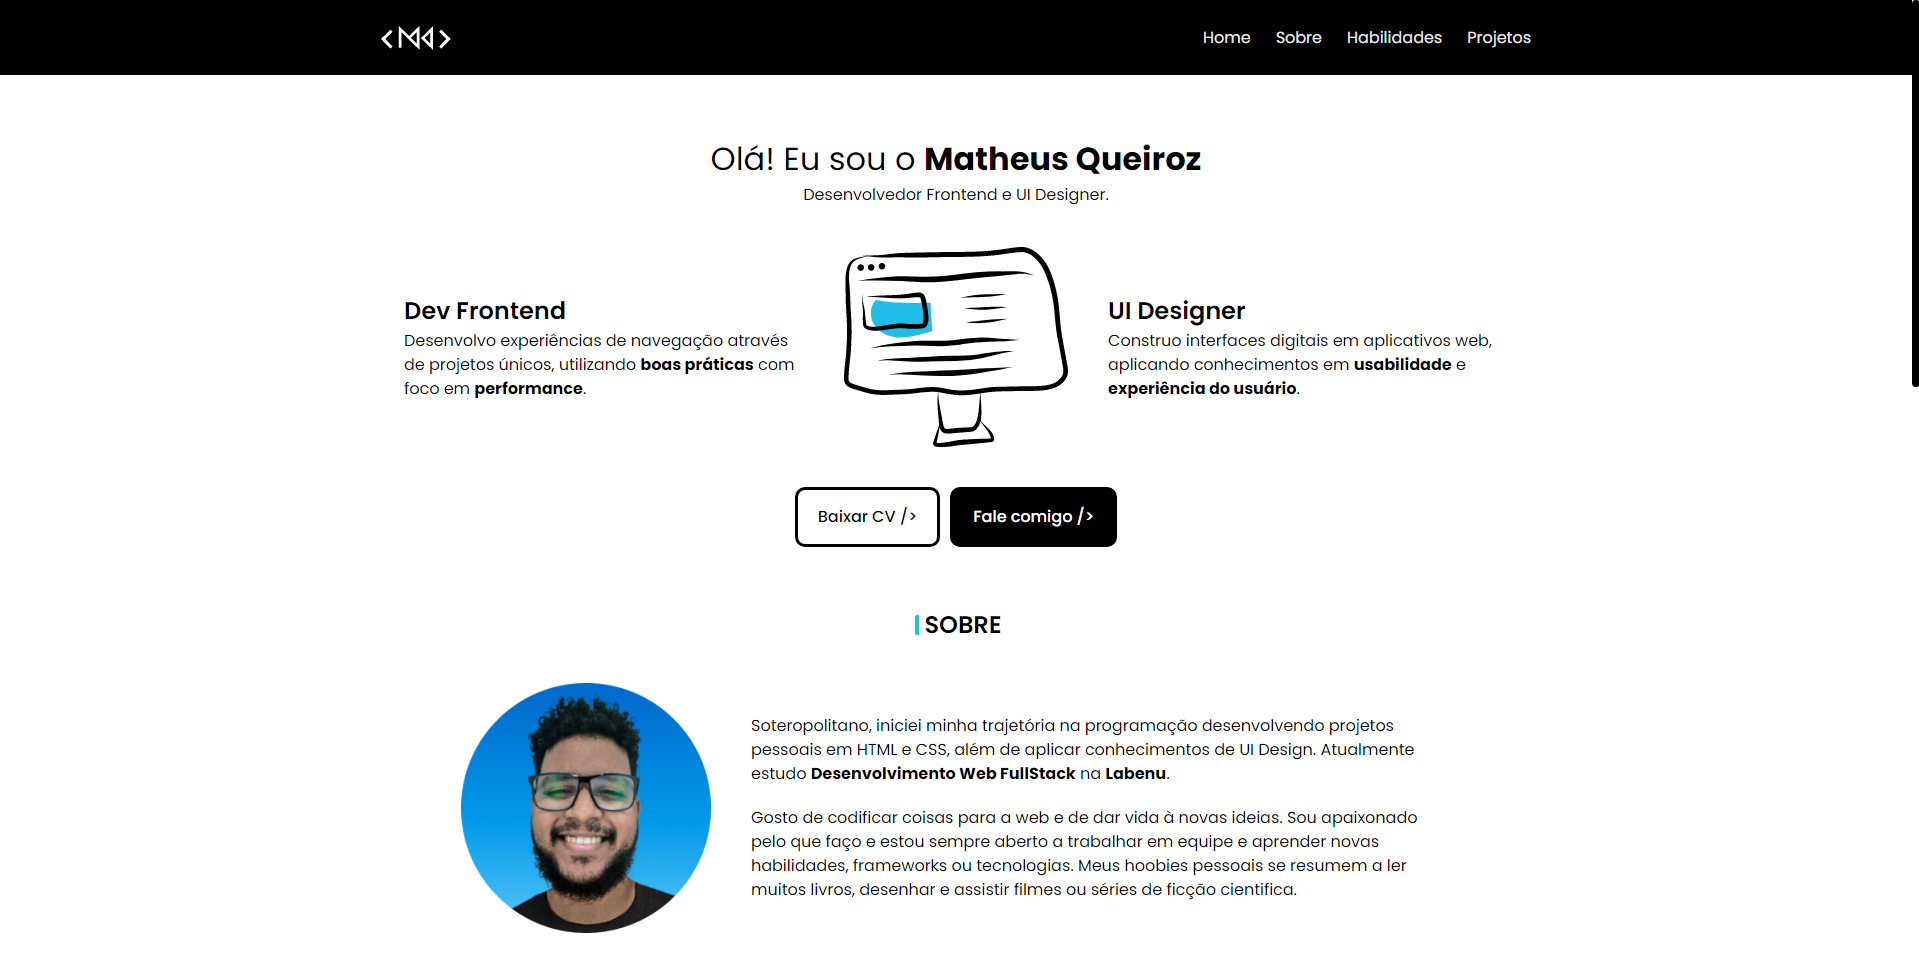 Home Sobre Habilidades Projetos
Olá! Eu sou o Matheus Queiroz
Desenvolvedor Frontend e UI Designer.
Dev Frontend
Desenvolvo experiências de navegação através
de projetos únicos, utilizando boas práticas com
foco em performance.
UI Designer
Construo interfaces digitais em aplicativos web,
aplicando conhecimentos em usabilidade e
experiência do usuário.
Baixar CV />
Fale comigo />
SOBRE
Soteropolitano, iniciei minha trajetória na programação desenvolvendo projetos
pessoais em HTML e CSS, além de aplicar conhecimentos de UI Design. Atualmente
estudo Desenvolvimento Web FullStack na Labenu.
Gosto de codificar coisas para a web e de dar vida à novas ideias. Sou apaixonado
pelo que faço e estou sempre aberto a trabalhar em equipe e aprender novas
habilidades, frameworks ou tecnologias. Meus hoobies pessoais se resumem a ler
muitos livros, desenhar e assistir filmes ou séries de ficção cientifica.